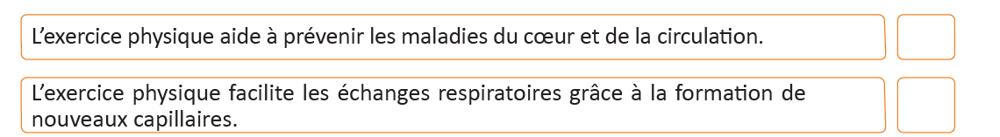 L’exercice physique aide à prévenir les maladies du cœur et de la circulation.
L’exercice physique facilite les échanges respiratoires grâce à la formation de
nouveaux capillaires.